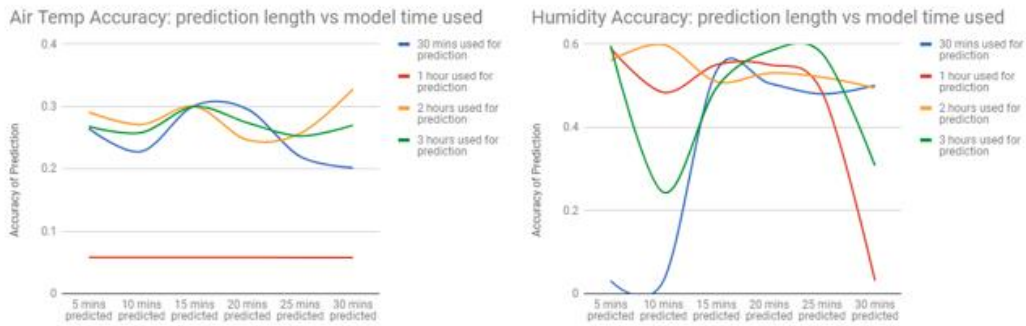 Air Temp Accuracy: prediction length vs model time used
Accuracy of Prediction
0.4
0.3
0.2
0.1
0
5 mins predicted
10 mins predicted
15 mins predicted
20 mins predicted
25 mins predicted
30 mins predicted
30 mins used for
prediction
1 hour used for
prediction
2 hours used for
prediction
3 hours used for
prediction
Humidity Accuracy: prediction length vs model time used
Accuracy of Prediction
0.6
0.4
0.2
0
5 mins predicted
10 mins predicted
15 mins predicted
20 mins predicted
25 mins predicted
30 mins predicted
30 mins used for
prediction
1 hour used for
prediction
2 hours used for
prediction
3 hours used for
prediction